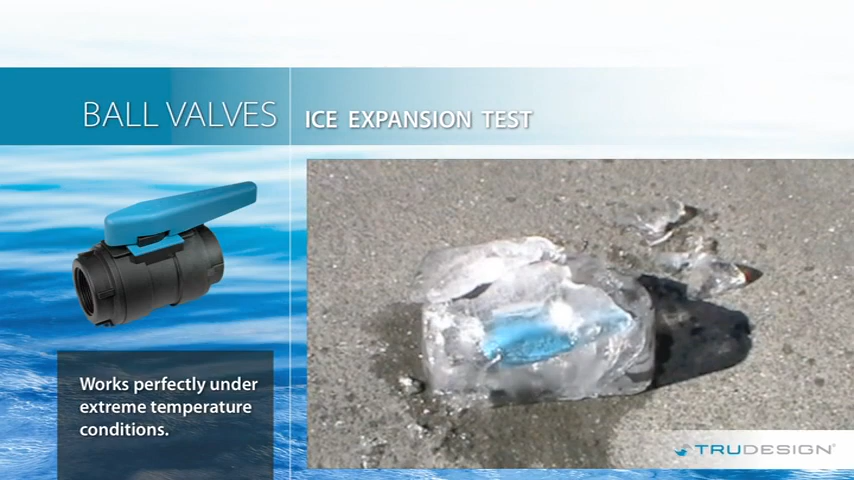 BALL VALVES
ICE EXPANSION TEST
Works perfectly under
extreme temperature
conditions.
TRUDESIGN®